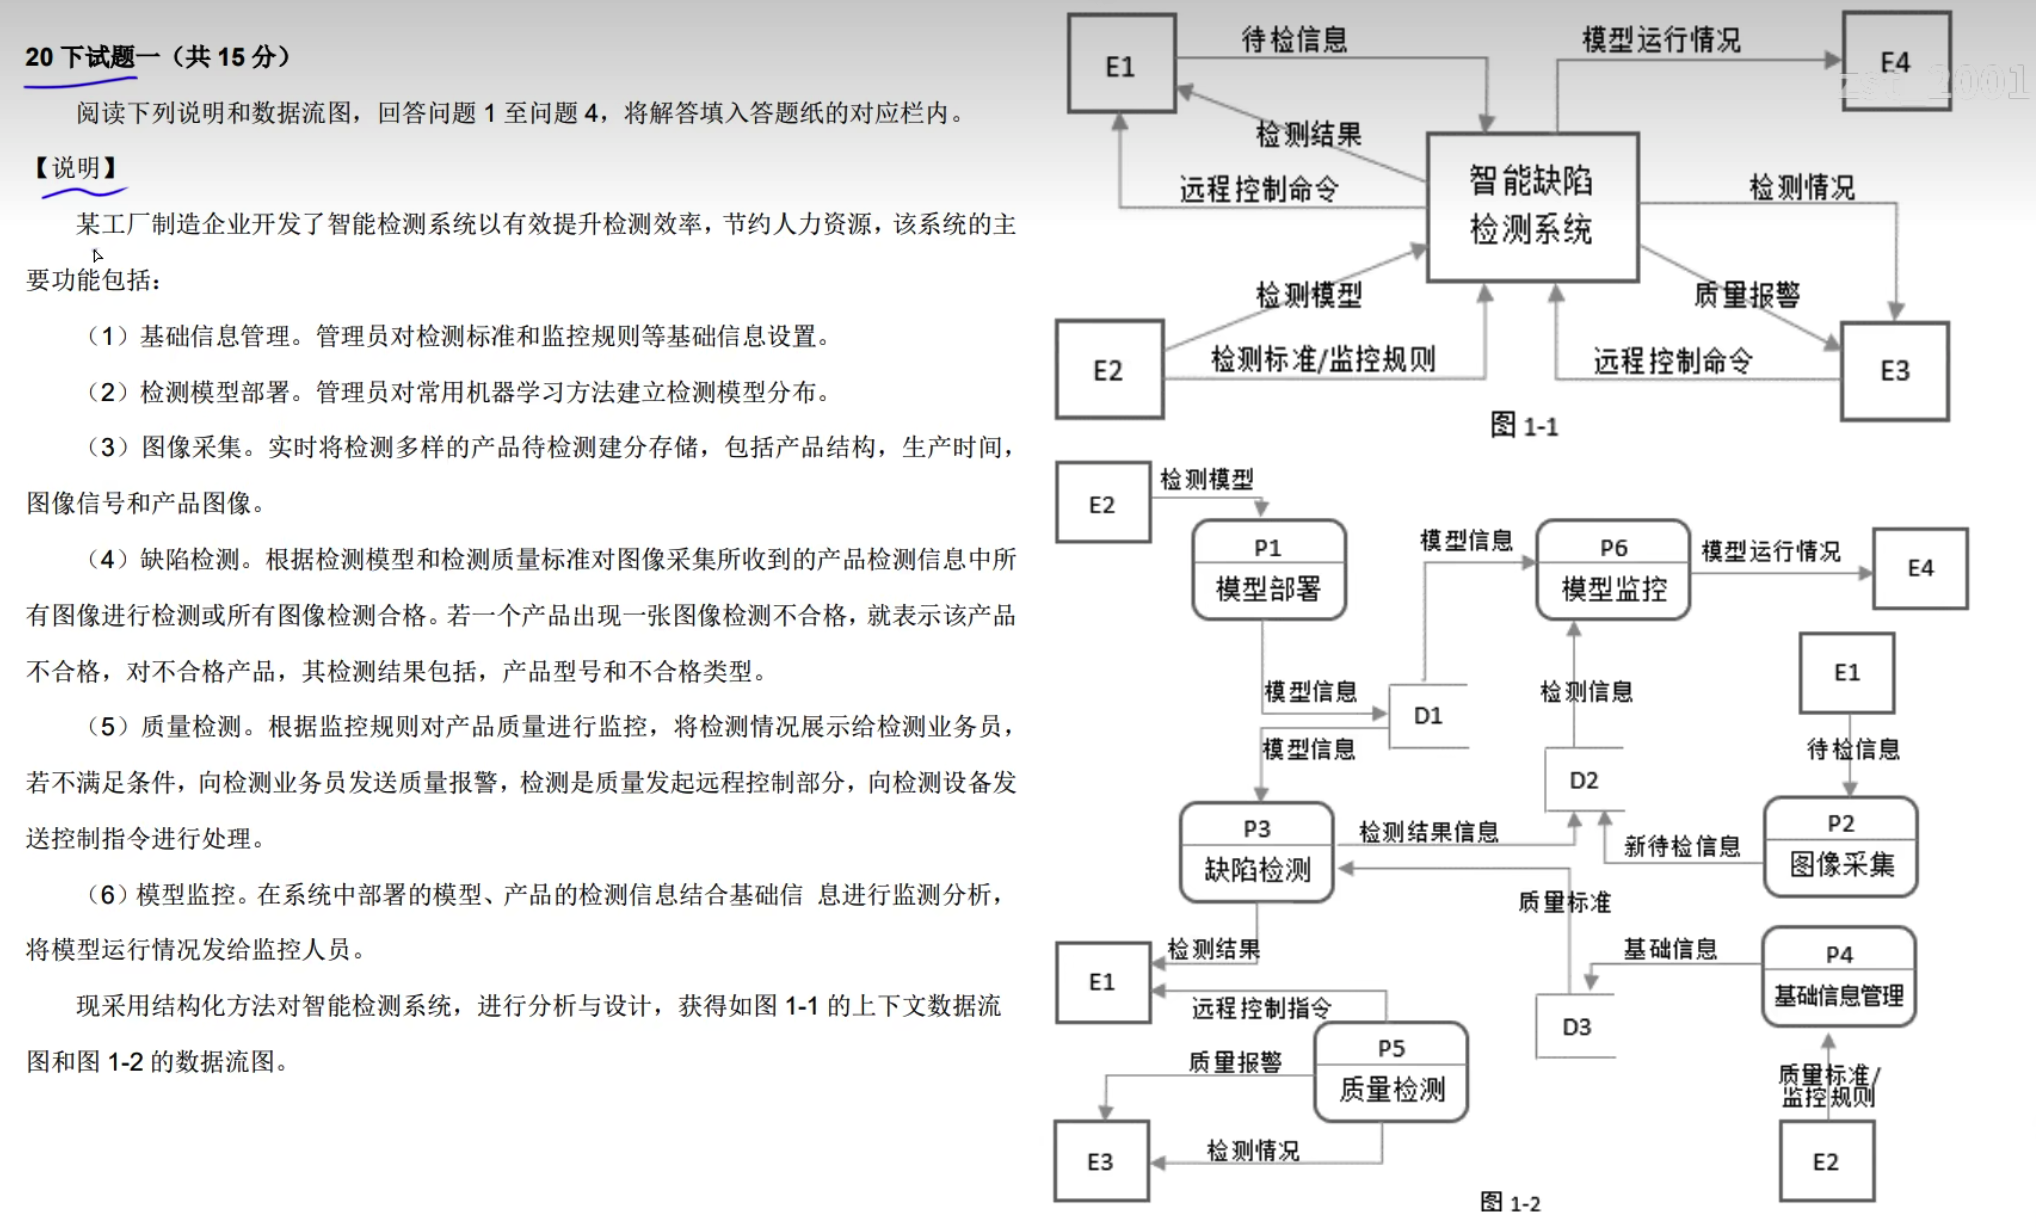 20 下试题一（共 15 分）
阅读下列说明和数据流图，回答问题 1 至问题 4，将解答填入答题纸的对应栏内。
【说明】
某工厂制造企业开发了智能检测系统以有效提升检测效率，节约人力资源，该系统的主
要功能包括：
（1）基础信息管理。管理员对检测标准和监控规则等基础信息设置。
（2）检测模型部署。管理员对常用机器学习方法建立检测模型分布。
（3）图像采集。实时将检测多样的产品待检测建分存储，包括产品结构，生产时间，
图像信号和产品图像。
（4）缺陷检测。根据检测模型和检测质量标准对图像采集所收到的产品检测信息中所
有图像进行检测或所有图像检测合格。若一个产品出现一张图像检测不合格，就表示该产品
不合格，对不合格产品，其检测结果包括，产品型号和不合格类型。
（5）质量检测。根据监控规则对产品质量进行监控，将检测情况展示给检测业务员，
若不满足条件，向检测业务员发送质量报警，检测是质量发起远程控制部分，向检测设备发
送控制指令进行处理。
（6）模型监控。在系统中部署的模型、产品的检测信息结合基础信 息进行监测分析，
将模型运行情况发给监控人员。
现采用结构化方法对智能检测系统，进行分析与设计，获得如图 1-1 的上下文数据流
图和图 1-2 的数据流图。
E1
待检信息
模型运行情况
E4
zst_2001
检测结果
远程控制命令
智能缺陷
检测系统
检测情况
检测模型
质量报警
E2
检测标准/监控规则
远程控制命令
E3
图 1-1
E2
检测模型
P1
模型部署
模型信息
P6
模型监控
模型运行情况
E4
E1
模型信息
D1
检测信息
模型信息
D2
待检信息
P3
缺陷检测
检测结果信息
新待检信息
P2
图像采集
质量标准
检测结果
基础信息
P4
基础信息管理
E1
远程控制指令
D3
质量报警
P5
质量检测
质量标准/
监控规则
E3
检测情况
E2
图 1-2